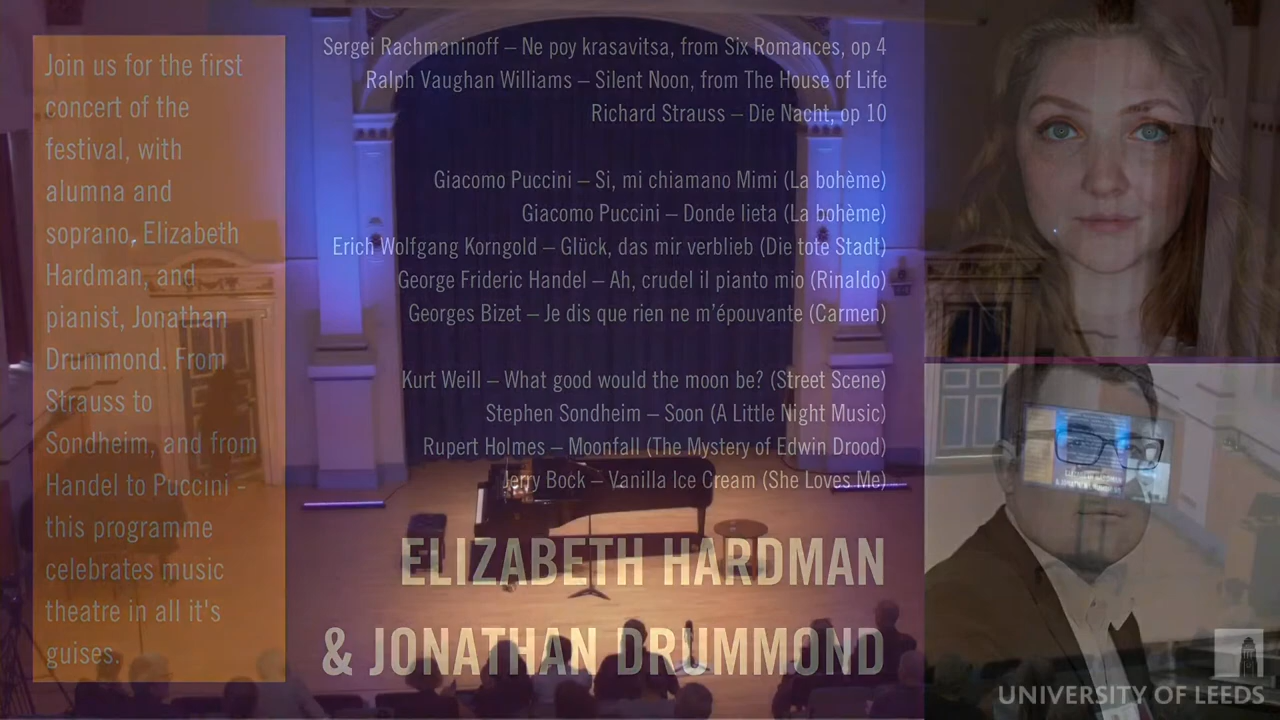 Join us for the first
concert of the
festival, with
alumna and
soprano, Elizabeth
Hardman, and
pianist, Jonathan
Drummond. From
Strauss to
Sondheim, and from
Handel to Puccini -
this programme
celebrates music
theatre in all it's
guises.
Sergei Rachmaninoff – Ne poy krasavitsa, from Six Romances, op 4
Ralph Vaughan Williams – Silent Noon, from The House of Life
Richard Strauss – Die Nacht, op 10
Giacomo Puccini – Si, mi chiamano Mimi (La bohème)
Giacomo Puccini – Donde lieta (La bohème)
Erich Wolfgang Korngold – Glück, das mir verblieb (Die tote Stadt)
George Frideric Handel – Ah, crudel il pianto mio (Rinaldo)
Georges Bizet – Je dis que rien ne m'épouvante (Carmen)
Kurt Weill – What good would the moon be? (Street Scene)
Stephen Sondheim – Soon (A Little Night Music)
Rupert Holmes – Moonfall (The Mystery of Edwin Drood)
Jerry Bock – Vanilla Ice Cream (She Loves Me)
ELIZABETH HARDMAN
& JONATHAN DRUMMOND
UNIVERSITY OF LEEDS